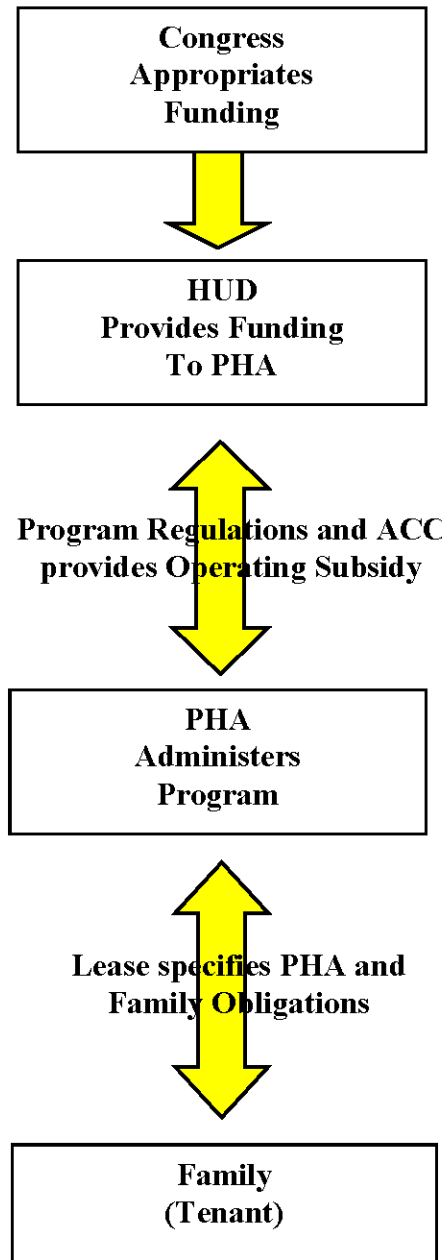 Congress
Appropriates
Funding
HUD
Provides Funding
To PHA
Program Regulations and ACC
provides Operating Subsidy
PHA
Administers
Program
Lease specifies PHA and
Family Obligations
Family
(Tenant)